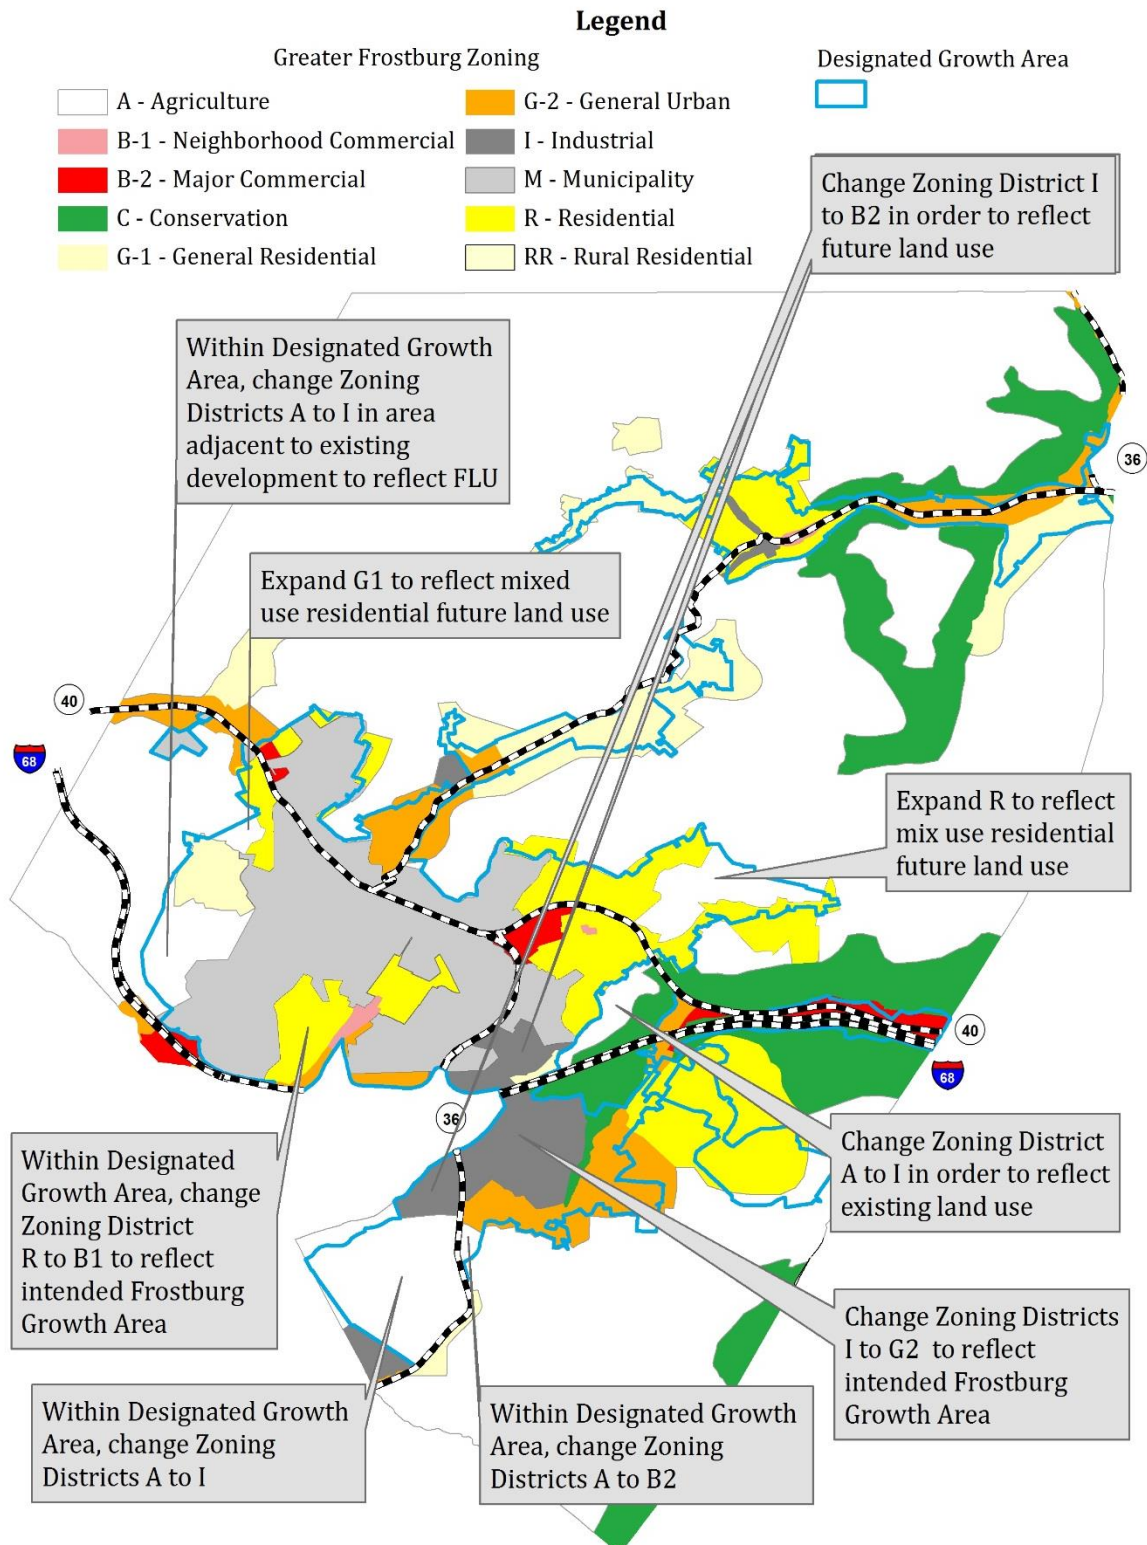 Legend
Greater Frostburg Zoning
Designated Growth Area
A - Agriculture
B-1 - Neighborhood Commercial
B-2 - Major Commercial
C - Conservation
G-1 - General Residential
G-2 - General Urban
I - Industrial
M - Municipality
R - Residential
RR - Rural Residential
Change Zoning District I
to B2 in order to reflect
future land use
Within Designated Growth
Area, change Zoning
Districts A to I in area
adjacent to existing
development to reflect FLU
36
Expand G1 to reflect mixed
use residential future land use
40
68
Expand R to reflect
mix use residential
future land use
40
68
36
Within Designated
Growth Area, change
Zoning District
R to B1 to reflect
intended Frostburg
Growth Area
Change Zoning District
A to I in order to reflect
existing land use
Change Zoning Districts
I to G2 to reflect
intended Frostburg
Growth Area
Within Designated Growth
Area, change Zoning
Districts A to I
Within Designated Growth
Area, change Zoning
Districts A to B2